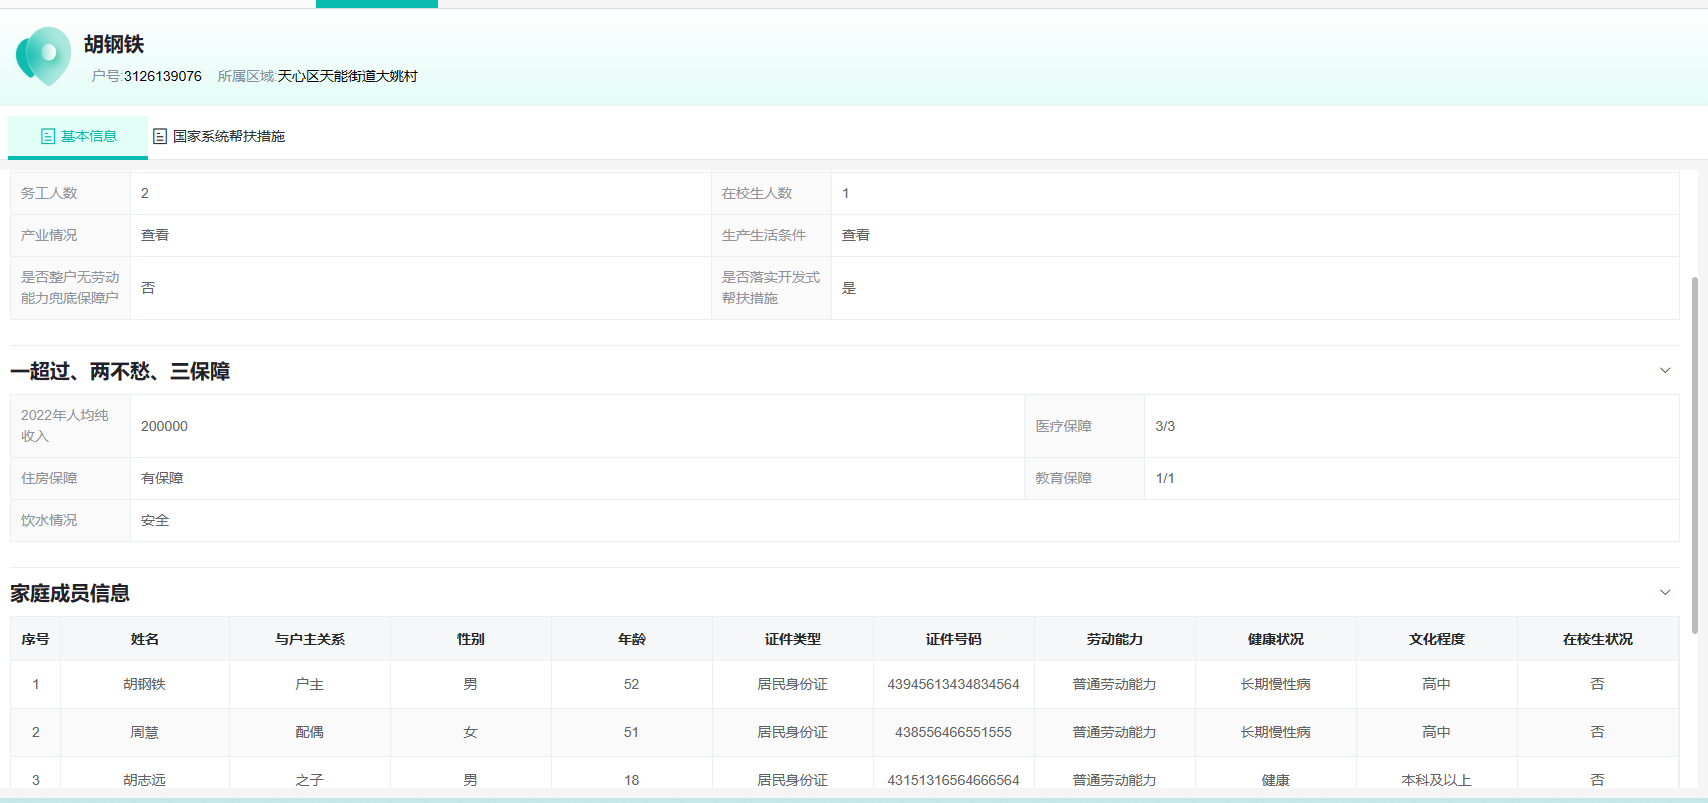 胡钢铁
户号:3126139076 所属区域:天心区天能街道大姚村
基本信息 国家系统帮扶措施
务工人数 2 在校生人数 1
产业情况 查看 生产生活条件 查看
是否整户无劳动能力兜底保障户 否 是否落实开发式帮扶措施 是
一超过、两不愁、三保障
2022年人均纯收入 200000 医疗保障 3/3
住房保障 有保障 教育保障 1/1
饮水情况 安全
家庭成员信息
序号 姓名 与户主关系 性别 年龄 证件类型 证件号码 劳动能力 健康状况 文化程度 在校生状况
1 胡钢铁 户主 男 52 居民身份证 43945613434834564 普通劳动能力 长期慢性病 高中 否
2 周慧 配偶 女 51 居民身份证 438556466551555 普通劳动能力 长期慢性病 高中 否
3 胡志远 之子 男 18 居民身份证 43151316564666564 普通劳动能力 健康 本科及以上 否